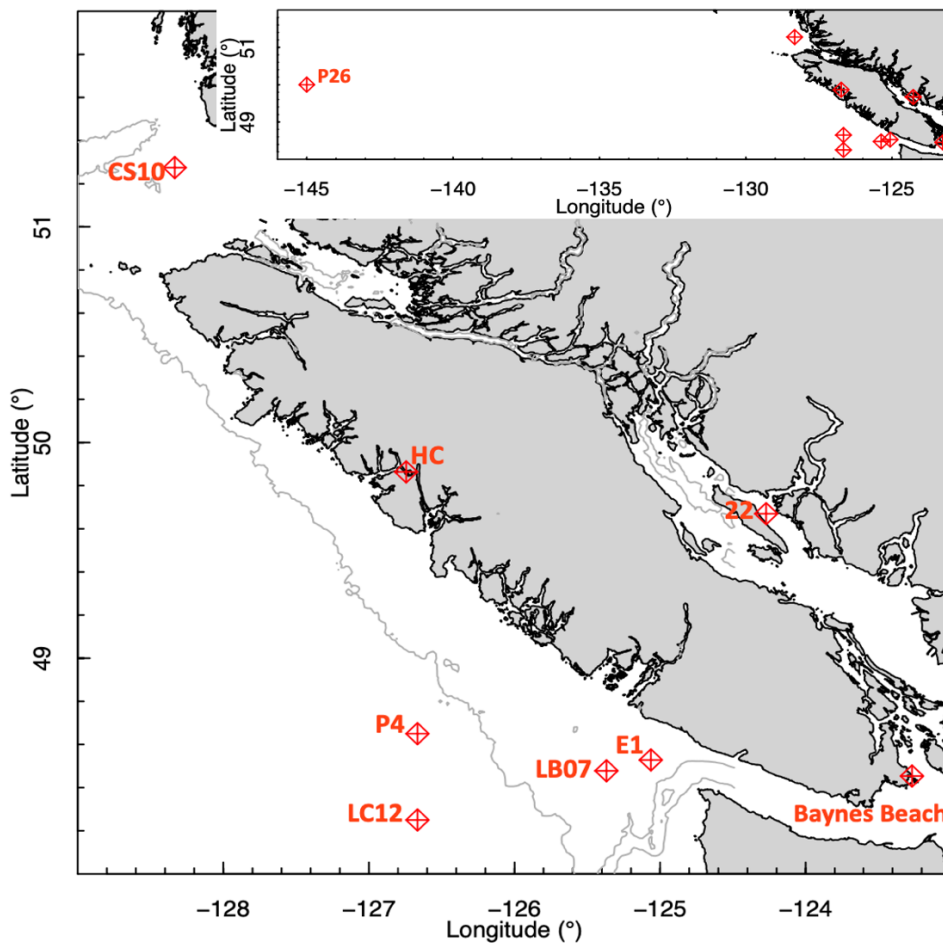 51
49
Latitude (°)
P26
−145
−140
−135
−130
−125
Longitude (°)
CS10
51
50
49
Latitude (°)
HC
22
P4
E1
LB07
LC12
Baynes Beach
−128
−127
−126
−125
−124
Longitude (°)